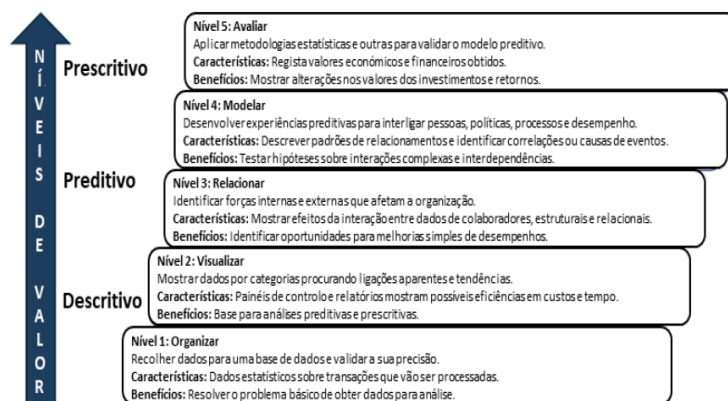 NÍVEIS DE VALOR
Prescritivo
Preditivo
Descritivo
Nível 5: Avaliar
Aplicar metodologias estatísticas e outras para validar o modelo preditivo.
Características: Regista valores económicos e financeiros obtidos.
Benefícios: Mostrar alterações nos valores dos investimentos e retornos.
Nível 4: Modelar
Desenvolver experiências preditivas para interligar pessoas, políticas, processos e desempenho.
Características: Descrever padrões de relacionamentos e identificar correlações ou causas de eventos.
Benefícios: Testar hipóteses sobre interações complexas e interdependências.
Nível 3: Relacionar
Identificar forças internas e externas que afetam a organização.
Características: Mostrar efeitos da interação entre dados de colaboradores, estruturais e relacionais.
Benefícios: Identificar oportunidades para melhorias simples de desempenhos.
Nível 2: Visualizar
Mostrar dados por categorias procurando ligações aparentes e tendências.
Características: Painéis de controlo e relatórios mostram possíveis eficiências em custos e tempo.
Benefícios: Base para análises preditivas e prescritivas.
Nível 1: Organizar
Recolher dados para uma base de dados e validar a sua precisão.
Características: Dados estatísticos sobre transações que vão ser processadas.
Benefícios: Resolver o problema básico de obter dados para análise.